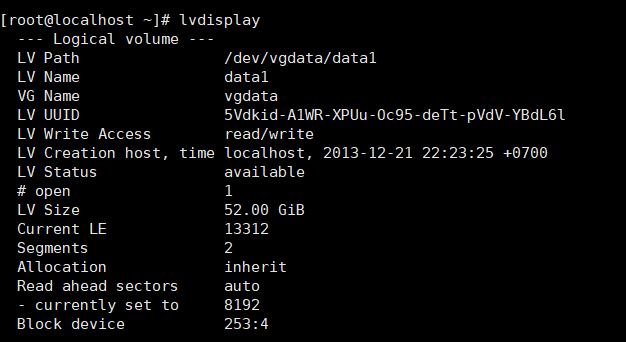 [root@localhost ~]# lvdisplay
--- Logical volume ---
LV Path /dev/vgdata/data1
LV Name data1
VG Name vgdata
LV UUID 5Vdkid-A1WR-XPUu-Oc95-deTt-pVdV-YBdL6l
LV Write Access read/write
LV Creation host, time localhost, 2013-12-21 22:23:25 +0700
LV Status available
# open 1
LV Size 52.00 GiB
Current LE 13312
Segments 2
Allocation inherit
Read ahead sectors auto
- currently set to 8192
Block device 253:4